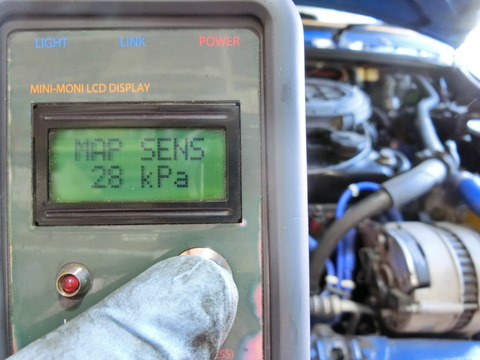 LIGHT LINK POWER
MINI-MONI LCD DISPLAY
MAP SENS
28 kPa